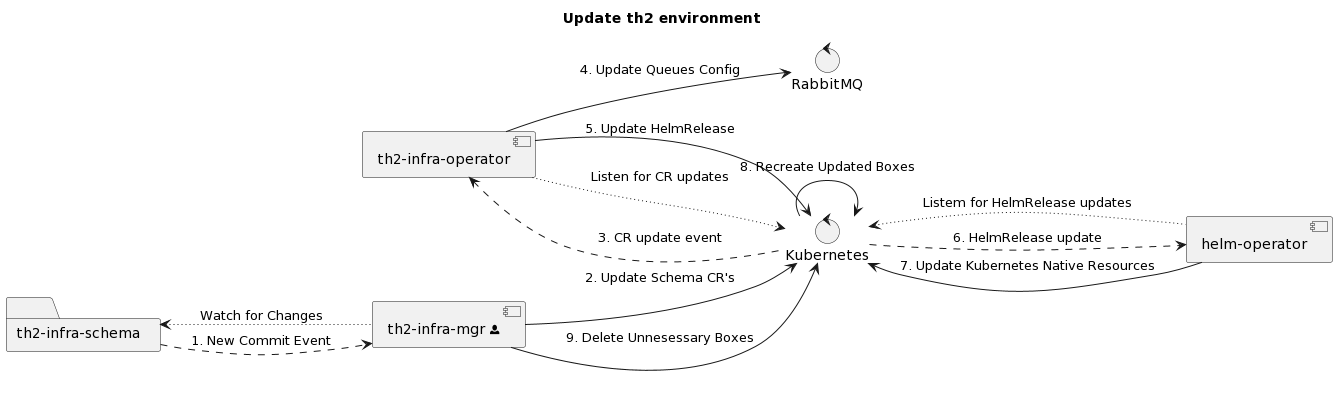 Update th2 environment
4. Update Queues Config
RabbitMQ
5. Update HelmRelease
th2-infra-operator
8. Recreate Updated Boxes
Listen for CR updates
Listem for HelmRelease updates
3. CR update event
6. HelmRelease update
helm-operator
Kubernetes
7. Update Kubernetes Native Resources
2. Update Schema CR's
Watch for Changes
th2-infra-schema
th2-infra-mgr
1. New Commit Event
9. Delete Unnesessary Boxes